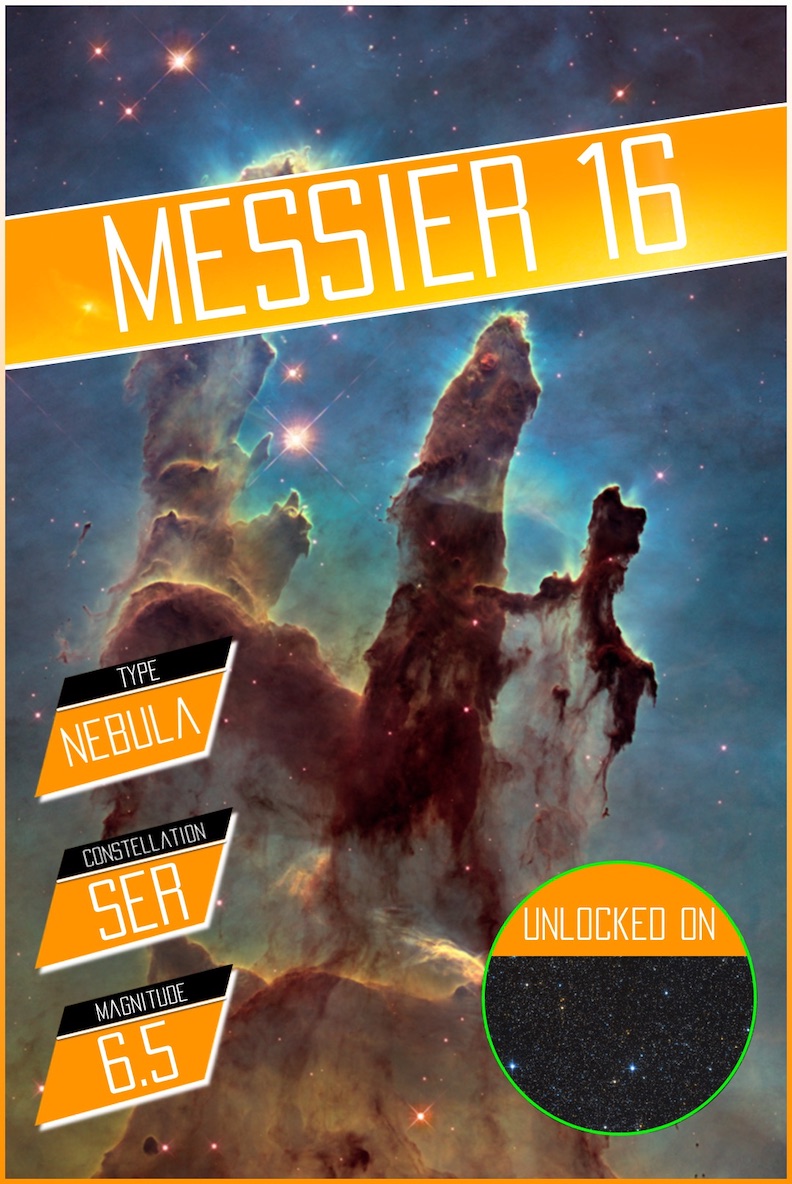 MESSIER 16
TYPE
NEBULA
CONSTELLATION
SER
MAGNITUDE
6.5
UNLOCKED ON